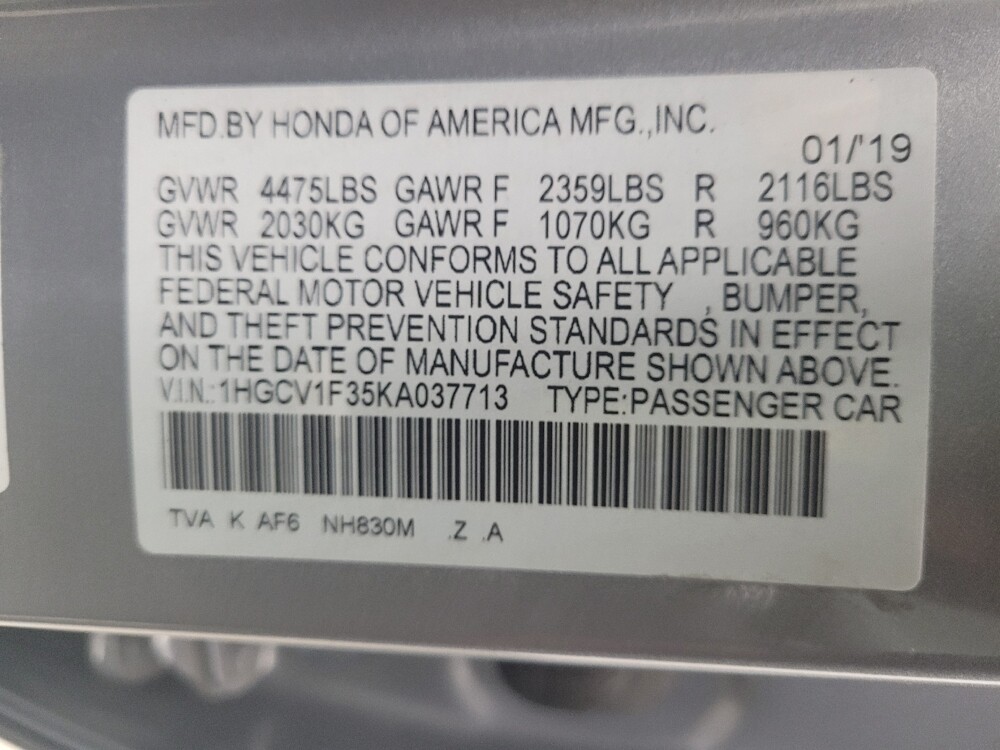 MFD.BY HONDA OF AMERICA MFG.,INC.
01/'19
GVWR 4475LBS GAWR F 2359LBS R 2116LBS
GVWR 2030KG GAWR F 1070KG R 960KG
THIS VEHICLE CONFORMS TO ALL APPLICABLE
FEDERAL MOTOR VEHICLE SAFETY , BUMPER,
AND THEFT PREVENTION STANDARDS IN EFFECT
ON THE DATE OF MANUFACTURE SHOWN ABOVE.
V.I.N.:1HGCV1F35KA037713 TYPE:PASSENGER CAR
TVA K AF6 NH830M .Z .A